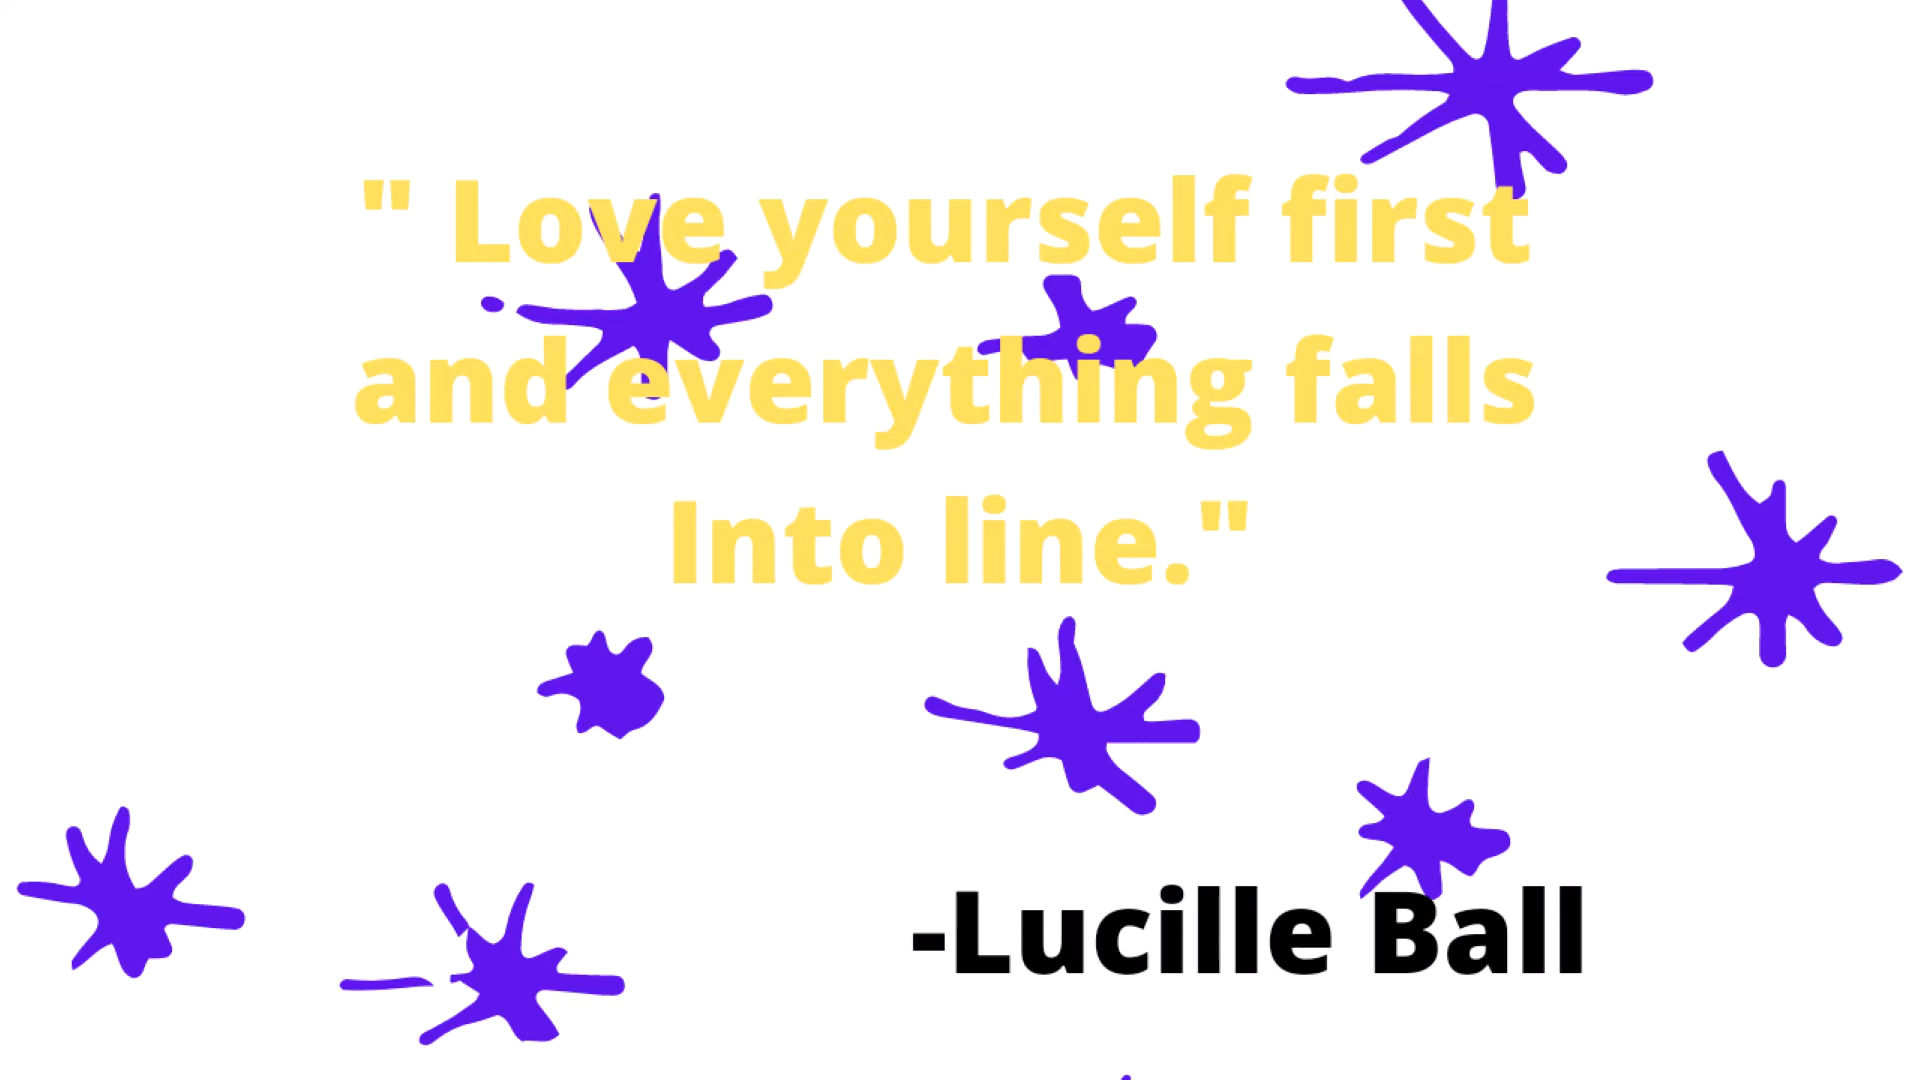 " Love yourself first
and everything falls
Into line."
-Lucille Ball